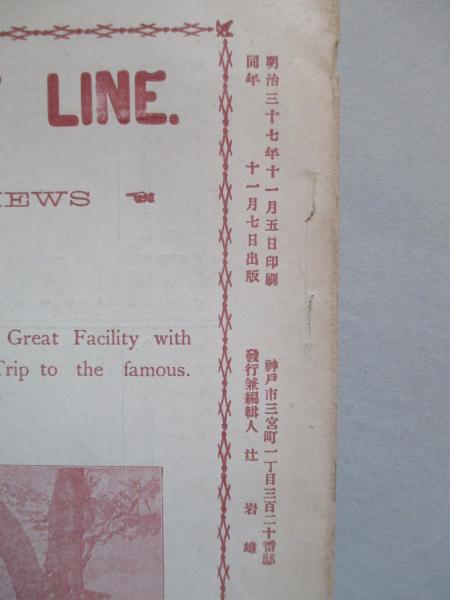 LINE.
IEWS
Great Facility with
Trip to the famous.
明治三十七年十一月五日印刷
同年 十一月七日出版
神戸市三宮町一丁目三百二十番邸
發行兼編輯人 辻 岩雄